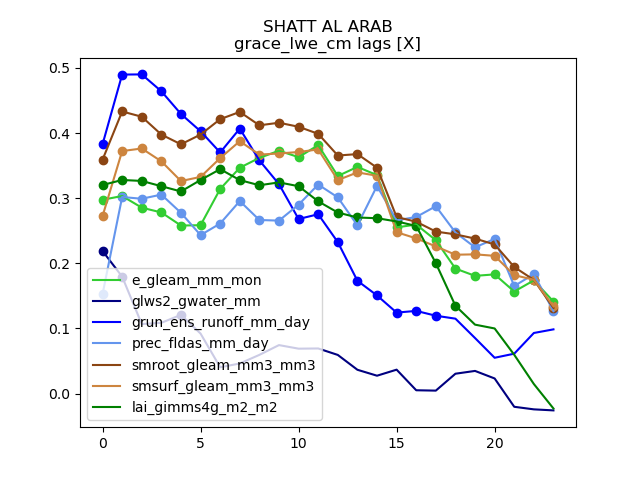 SHATT AL ARAB
grace_lwe_cm lags [X]
0.5
0.4
0.3
0.2
0.1
0.0
e_gleam_mm_mon
glws2_gwater_mm
grun_ens_runoff_mm_day
prec_fldas_mm_day
smroot_gleam_mm3_mm3
smsurf_gleam_mm3_mm3
lai_gimms4g_m2_m2
0 5 10 15 20